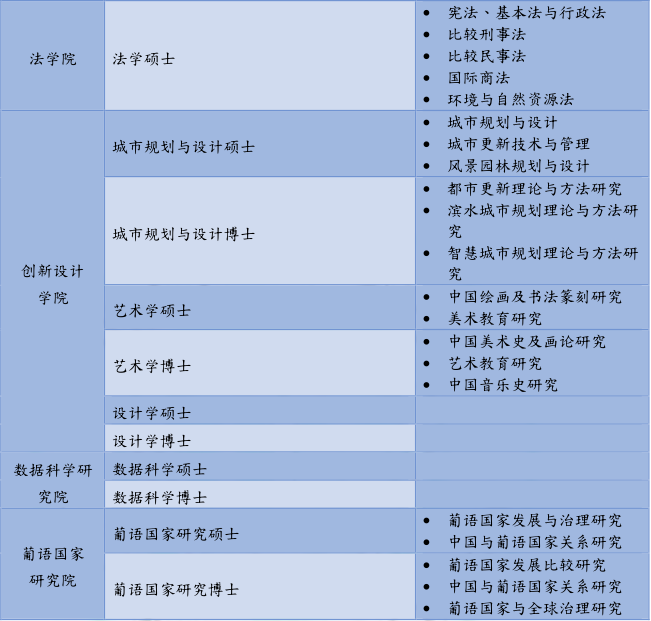 法学院
法学硕士
● 宪法、基本法与行政法
● 比较刑事法
● 比较民事法
● 国际商法
● 环境与自然资源法
创新设计
学院
城市规划与设计硕士
● 城市规划与设计
● 城市更新技术与管理
● 风景园林规划与设计
城市规划与设计博士
● 都市更新理论与方法研究
● 滨水城市规划理论与方法研
究
● 智慧城市规划理论与方法研
究
艺术学硕士
● 中国绘画及书法篆刻研究
● 美术教育研究
艺术学博士
● 中国美术史及画论研究
● 艺术教育研究
● 中国音乐史研究
设计学硕士
设计学博士
数据科学研
究院
数据科学硕士
数据科学博士
葡语国家
研究院
葡语国家研究硕士
● 葡语国家发展与治理研究
● 中国与葡语国家关系研究
葡语国家研究博士
● 葡语国家发展比较研究
● 中国与葡语国家关系研究
● 葡语国家与全球治理研究